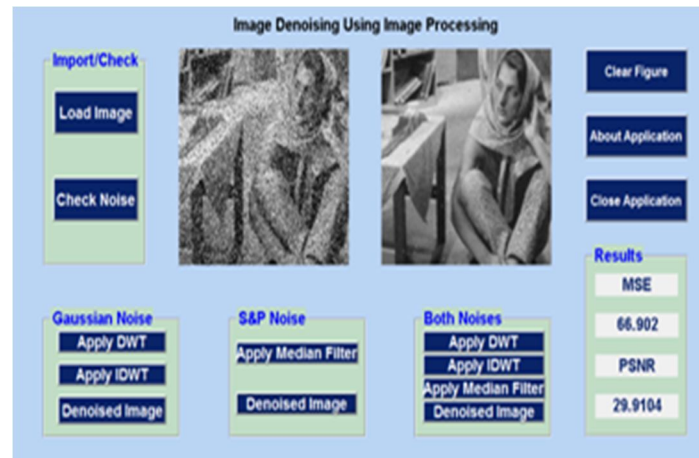 Image Denoising Using Image Processing
Import/Check
Load Image
Check Noise
Clear Figure
About Application
Close Application
Results
MSE
66.902
PSNR
29.9104
Gaussian Noise
Apply DWT
Apply IDWT
Denoised Image
S&P Noise
Apply Median Filter
Denoised Image
Both Noises
Apply DWT
Apply IDWT
Apply Median Filter
Denoised Image